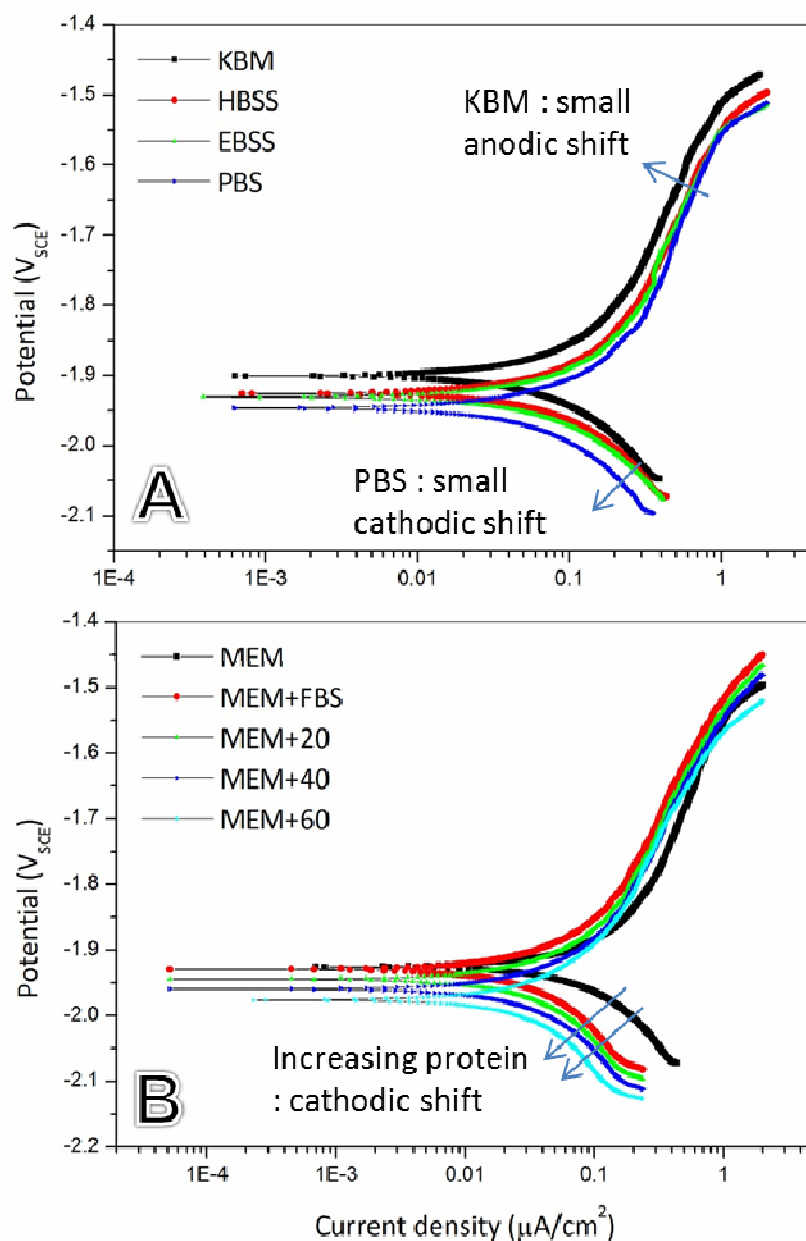 -1.4
-1.5
-1.6
-1.7
-1.8
-1.9
-2.0
-2.1
Potential (V_SCE)
KBM
HBSS
EBSS
PBS
KBM : small
anodic shift
PBS : small
cathodic shift
A
1E-4 1E-3 0.01 0.1 1
-1.4
-1.5
-1.6
-1.7
-1.8
-1.9
-2.0
-2.1
-2.2
Potential (V_SCE)
MEM
MEM+FBS
MEM+20
MEM+40
MEM+60
Increasing protein
: cathodic shift
B
1E-4 1E-3 0.01 0.1 1
Current density (μA/cm²)